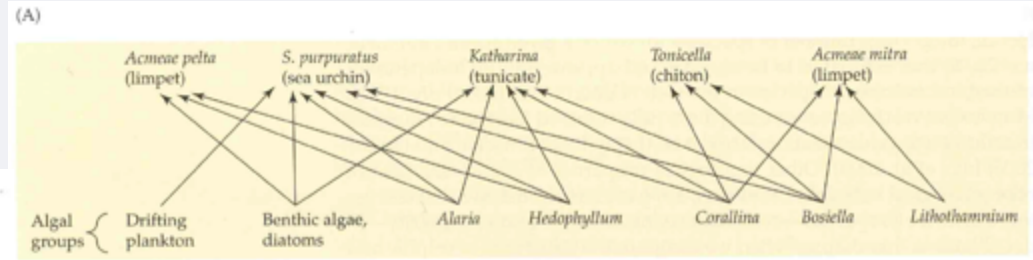 (A)
Acmeae pelta
(limpet)
S. purpuratus
(sea urchin)
Katharina
(tunicate)
Tonicella
(chiton)
Acmeae mitra
(limpet)
Algal
groups
Drifting
plankton
Benthic algae,
diatoms
Alaria
Hedophyllum
Corallina
Bosiella
Lithothamnium